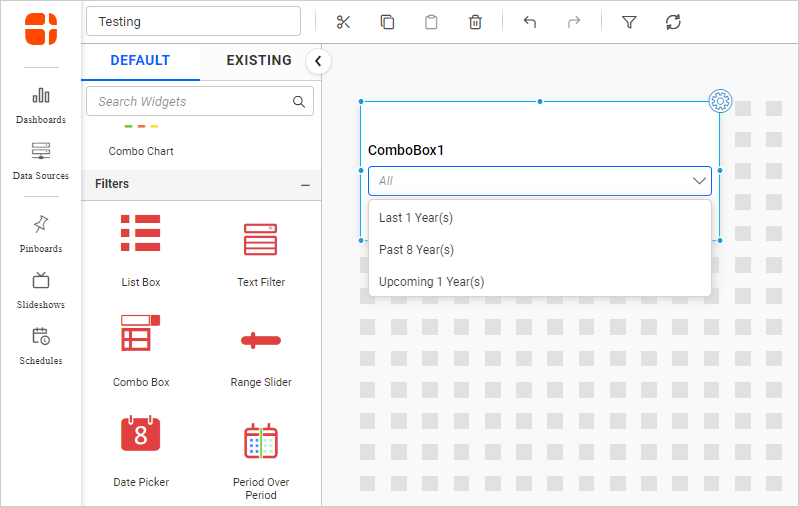 Testing
DEFAULT
EXISTING
Search Widgets
Dashboards
Data Sources
Pinboards
Slideshows
Schedules
Combo Chart
Filters
List Box
Text Filter
Combo Box
Range Slider
8
Date Picker
Period Over
Period
ComboBox1
All
Last 1 Year(s)
Past 8 Year(s)
Upcoming 1 Year(s)